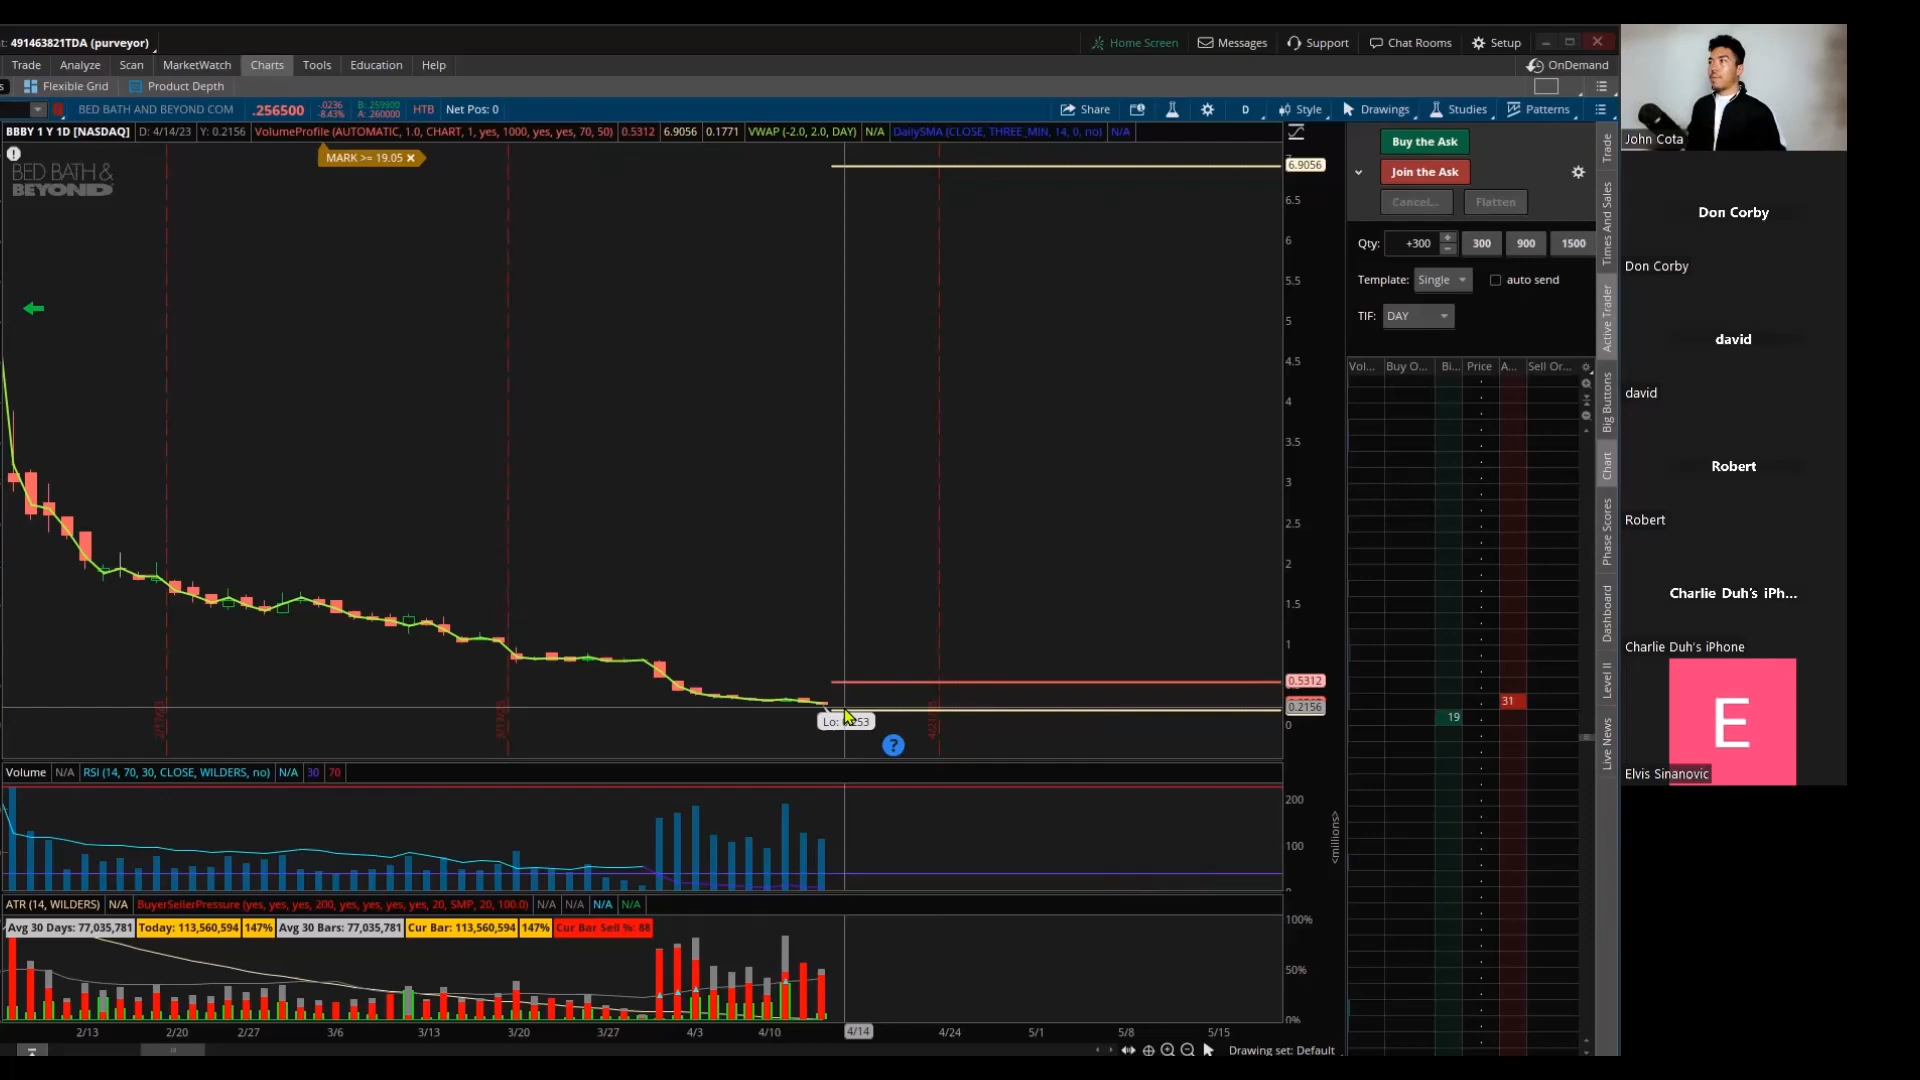 t: 491463821TDA (purveyor)
Home Screen Messages Support Chat Rooms Setup
Trade Analyze Scan MarketWatch Charts Tools Education Help OnDemand
s Flexible Grid Product Depth
BED BATH AND BEYOND COM .256500 -.0236 -8.43% B: .259900 A: .260000 HTB Net Pos: 0 Share D Style Drawings Studies Patterns
BBBY 1 Y 1D [NASDAQ] D: 4/14/23 Y: 0.2156 VolumeProfile (AUTOMATIC, 1.0, CHART, 1, yes, 1000, yes, yes, 70, 50) 0.5312 6.9056 0.1771 VWAP (-2.0, 2.0, DAY) N/A DailySMA (CLOSE, THREE_MIN, 14, 0, no) N/A
MARK >= 19.05
BED BATH &
BEYOND
6.9056
6.5
6
5.5
5
4.5
4
3.5
3
2.5
2
1.5
1
0.5312
0.2156
0
3/17/23
4/21/23
?
Volume N/A RSI (14, 70, 30, CLOSE, WILDERS, no) N/A 30 70
200
100
<millions>
ATR (14, WILDERS) N/A BuyerSellerPressure (yes, yes, yes, 200, yes, yes, yes, yes, 20, SMP, 20, 100.0) N/A N/A N/A N/A
Avg 30 Days: 77,035,781 Today: 113,560,594 147% Avg 30 Bars: 77,035,781 Cur Bar: 113,560,594 147% Cur Bar Sell %: 88
100%
50%
0%
2/13 2/20 2/27 3/6 3/13 3/20 3/27 4/3 4/10 4/14 4/24 5/1 5/8 5/15
Drawing set: Default
Buy the Ask
Join the Ask
Cancel... Flatten
Qty: +300 300 900 1500
Template: Single auto send
TIF: DAY
Vol... Buy O... Bi... Price A... Sell Or...
31
19
Trade
Times And Sales
Active Trader
Big Buttons
Chart
Phase Scores
Dashboard
Level II
Live News
John Cota
Don Corby
Don Corby
david
david
Robert
Robert
Charlie Duh's iPh...
Charlie Duh's iPhone
E
Elvis Sinanovic